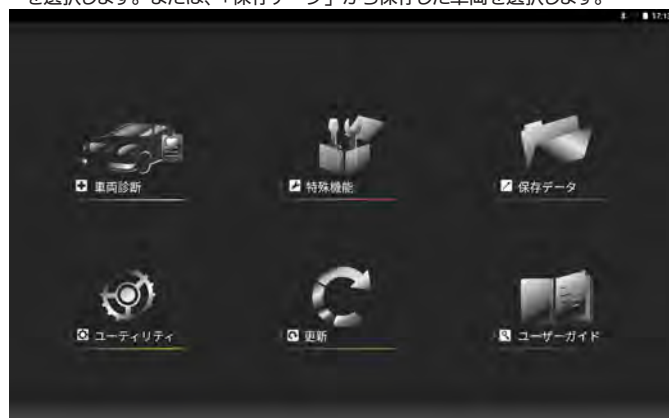 を選択します。または、「保存データ」から保存した車両を選択します。
車両診断
特殊機能
保存データ
ユーティリティ
更新
ユーザーガイド